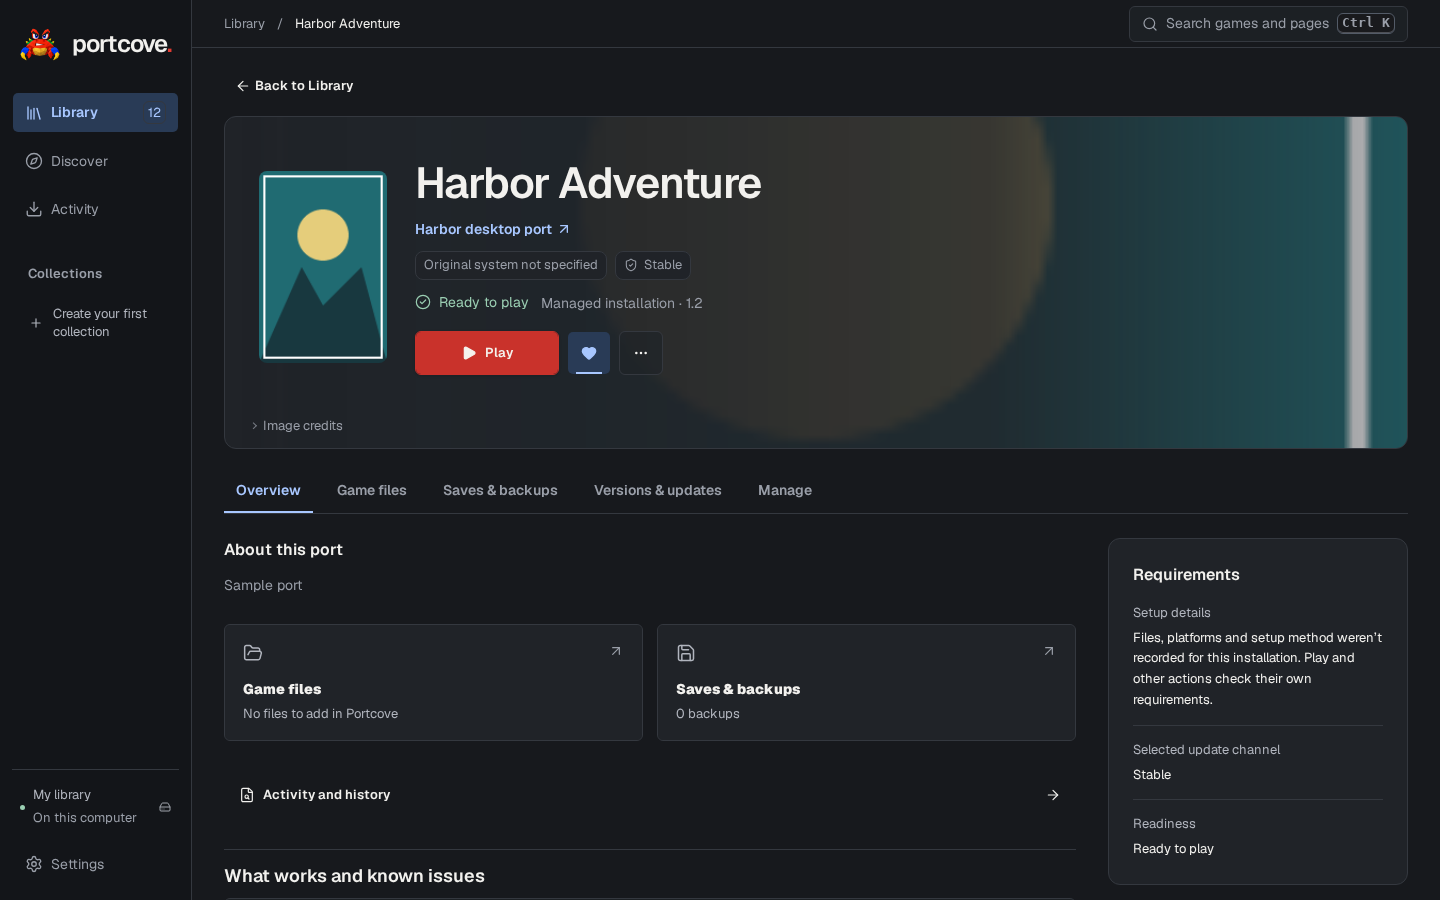 portcove.
Library / Harbor Adventure
Search games and pages Ctrl K
Library 12
Discover
Activity
Collections
Create your first
collection
My library
On this computer
Settings
Back to Library
Harbor Adventure
Harbor desktop port
Original system not specified
Stable
Ready to play
Managed installation · 1.2
Play
Image credits
Overview
Game files
Saves & backups
Versions & updates
Manage
About this port
Sample port
Game files
No files to add in Portcove
Saves & backups
0 backups
Activity and history
What works and known issues
Requirements
Setup details
Files, platforms and setup method weren’t
recorded for this installation. Play and
other actions check their own
requirements.
Selected update channel
Stable
Readiness
Ready to play